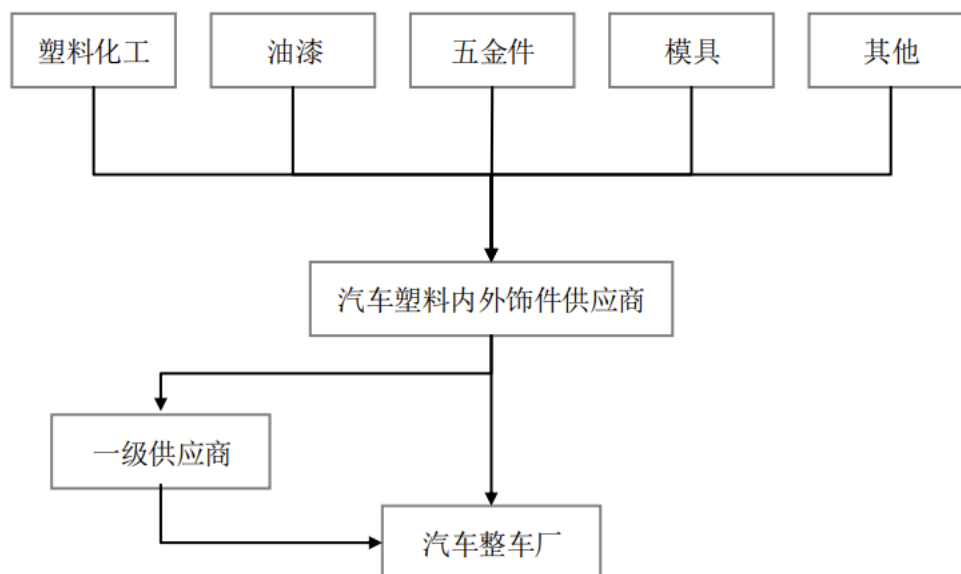 塑料化工
油漆
五金件
模具
其他
汽车塑料内外饰件供应商
一级供应商
汽车整车厂